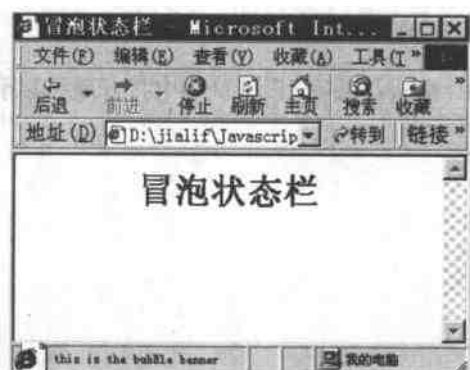 冒泡状态栏 - Microsoft Int...
文件(F) 编辑(E) 查看(V) 收藏(A) 工具(T »
后退 前进 停止 刷新 主页 搜索 收藏 »
地址(D) D:\jialif\Javascrip 转到 链接 »
冒泡状态栏
this is the bubBle banner 我的电脑